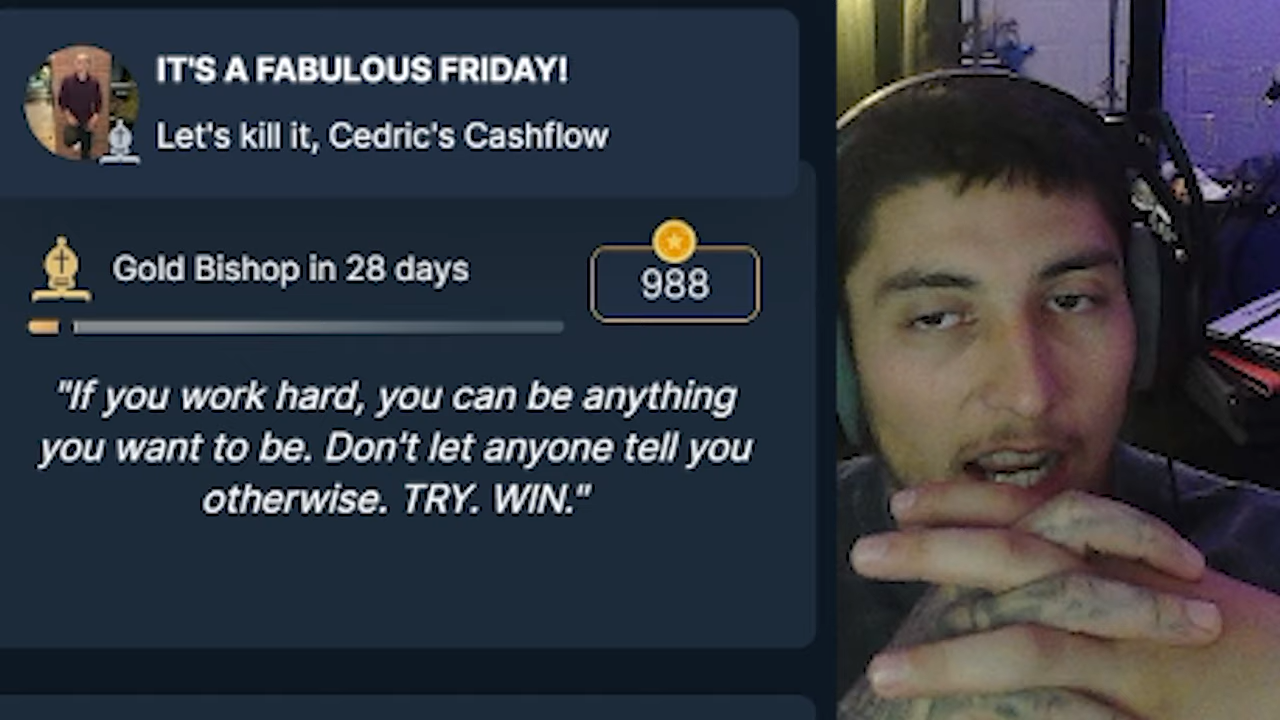 IT'S A FABULOUS FRIDAY!
Let's kill it, Cedric's Cashflow
Gold Bishop in 28 days
988
"If you work hard, you can be anything
you want to be. Don't let anyone tell you
otherwise. TRY. WIN."